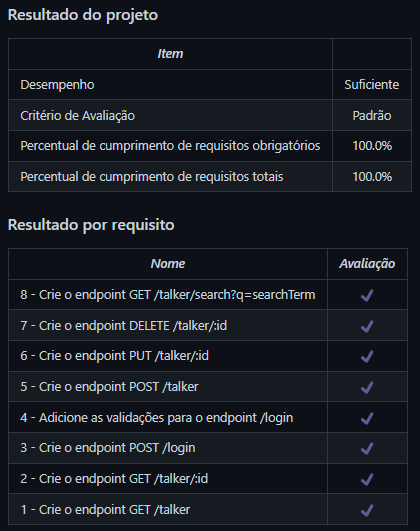 Resultado do projeto
Item
Desempenho Suficiente
Critério de Avaliação Padrão
Percentual de cumprimento de requisitos obrigatórios 100.0%
Percentual de cumprimento de requisitos totais 100.0%
Resultado por requisito
Nome Avaliação
8 - Crie o endpoint GET /talker/search?q=searchTerm ✔
7 - Crie o endpoint DELETE /talker/:id ✔
6 - Crie o endpoint PUT /talker/:id ✔
5 - Crie o endpoint POST /talker ✔
4 - Adicione as validações para o endpoint /login ✔
3 - Crie o endpoint POST /login ✔
2 - Crie o endpoint GET /talker/:id ✔
1 - Crie o endpoint GET /talker ✔